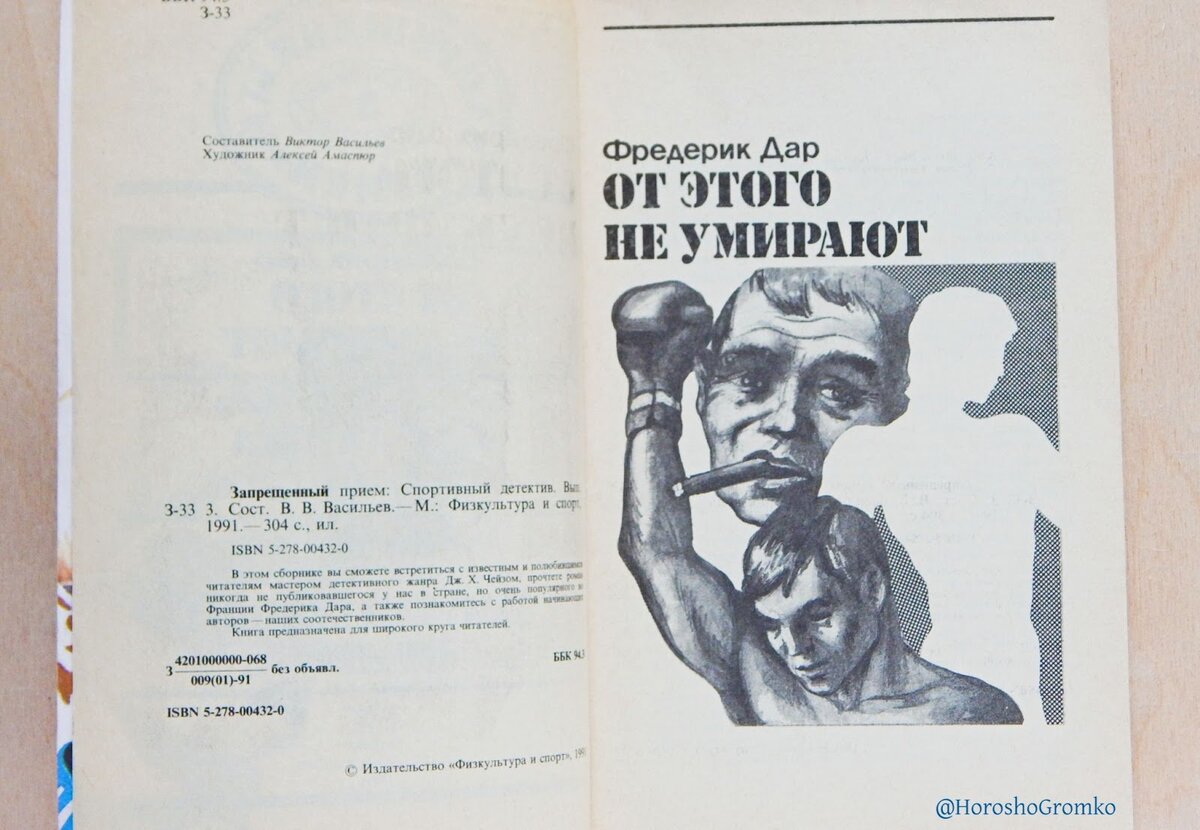 З-33
Составитель Виктор Васильев
Художник Алексей Амаспюр
Запрещенный прием: Спортивный детектив. Вып.
З-33 3. Сост. В. В. Васильев.— М.: Физкультура и спорт,
1991.— 304 с., ил.
ISBN 5-278-00432-0
В этом сборнике вы сможете встретиться с известным и полюбившимся
читателям мастером детективного жанра Дж. Х. Чейзом, прочтете роман
никогда не публиковавшегося у нас в стране, но очень популярного во
Франции Фредерика Дара, а также познакомитесь с работой начинающих
авторов — наших соотечественников.
Книга предназначена для широкого круга читателей.
З 4201000000-068 без объявл.
009(01)-91
ББК 94.3
ISBN 5-278-00432-0
© Издательство «Физкультура и спорт», 1991
Фредерик Дар
ОТ ЭТОГО
НЕ УМИРАЮТ
@HoroshoGromko